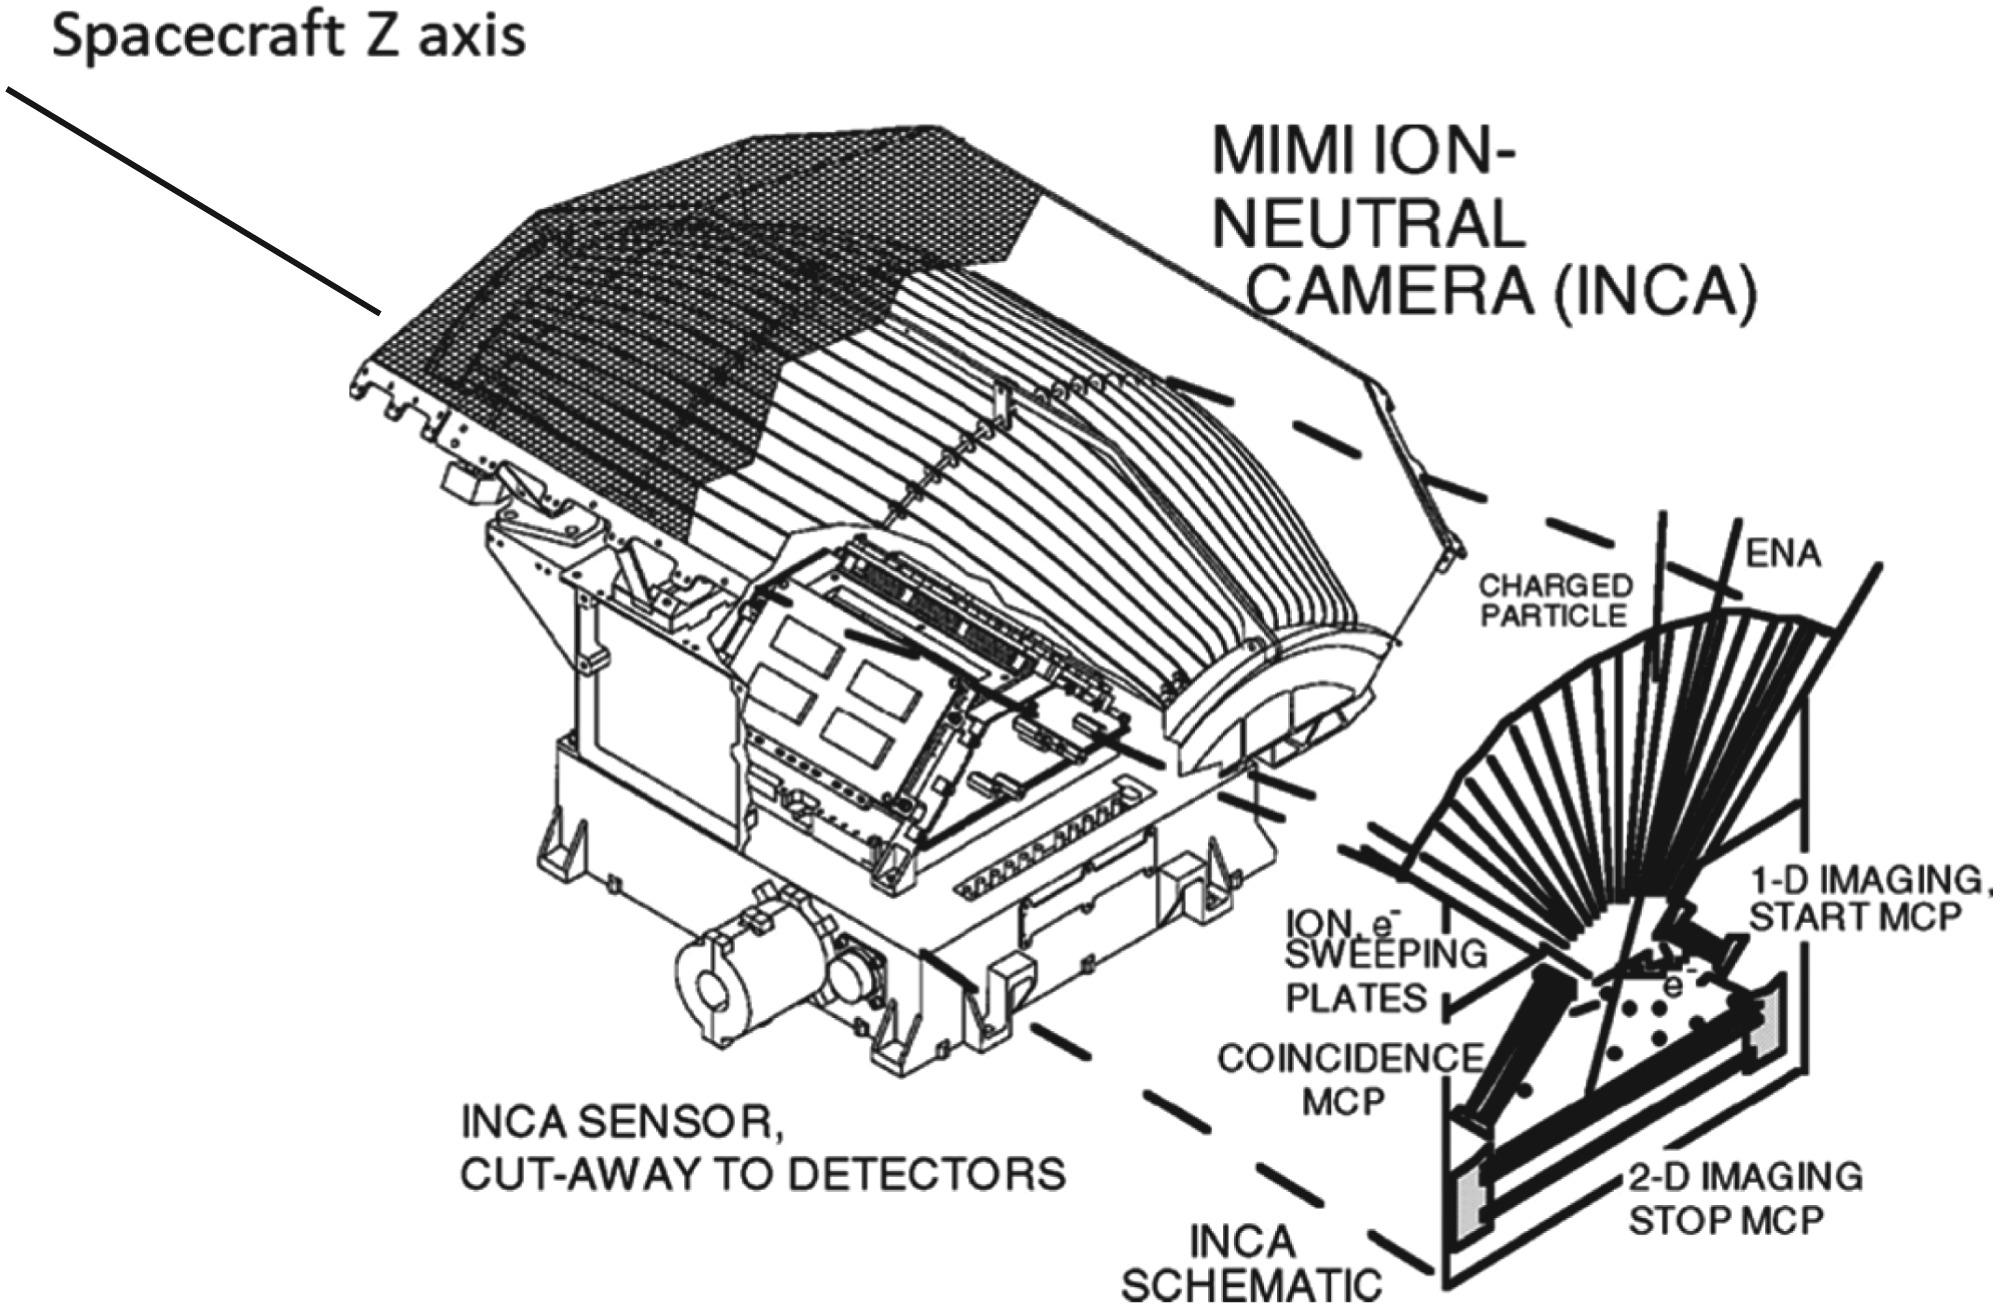 Spacecraft Z axis
MIMI ION-
NEUTRAL
CAMERA (INCA)
ENA
CHARGED
PARTICLE
1-D IMAGING,
START MCP
ION, e⁻
SWEEPING
PLATES
e⁻
COINCIDENCE
MCP
INCA SENSOR,
CUT-AWAY TO DETECTORS
2-D IMAGING
STOP MCP
INCA
SCHEMATIC